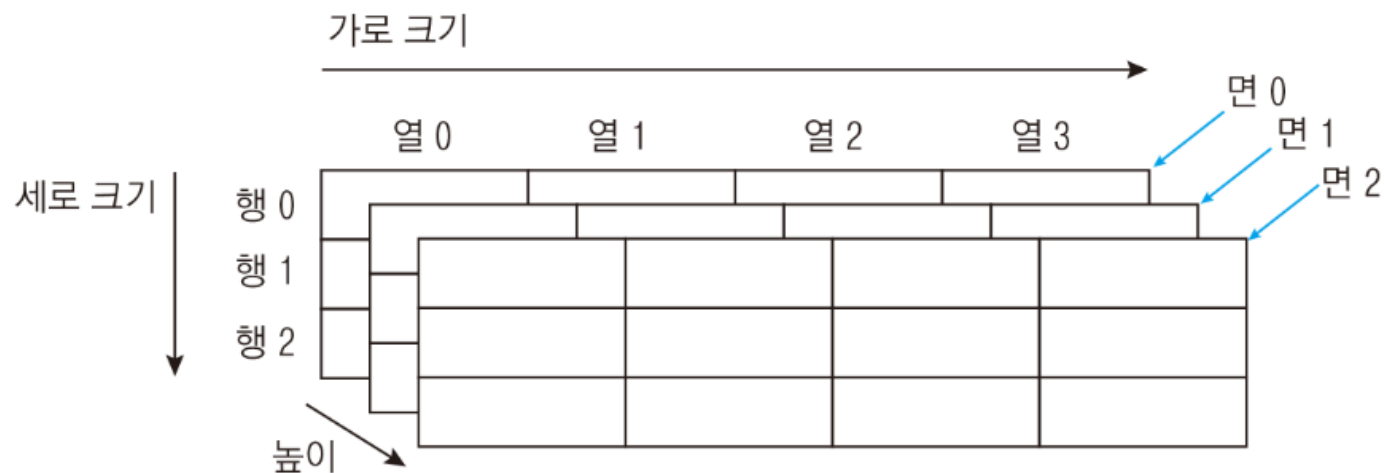 가로 크기
면 0
열 0 열 1 열 2 열 3
면 1
세로 크기
행 0
면 2
행 1
행 2
높이